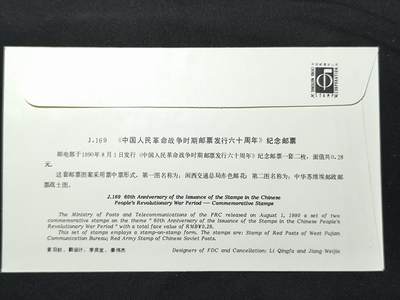 J.169 《中国人民革命战争时期邮票发行六十周年》纪念邮票
邮电部于1990年8月1日发行《中国人民革命战争时期邮票发行六十周年》纪念邮票一套二枚，面值共0.28
元。
这套邮票图案采用票中票形式，第一图名称为：闽西交通总局赤色邮花；第二图名称为：中华苏维埃邮政邮
票战士图。
J.169 60th Anniversary of the Issuance of the Stamps in the Chinese
People's Revolutionary War Period — Commemorative Stamps
The Ministry of Posts and Telecommunications of the PRC released on August 1, 1990 a set of two
commemorative stamps on the theme "60th Anniversary of the Issuance of the Stamps in the Chinese
People's Revolutionary War Period" with a total face value of RMB¥0.28.
This set of stamps employs a stamp-on-stamp form. The stamps are: Stamp of Red Posts of West Fujian
Communication Bureau; Red Army Stamp of Chinese Soviet Posts.
Designers of FDC and Cancellation: Li Qingfa and Jiang Weijie